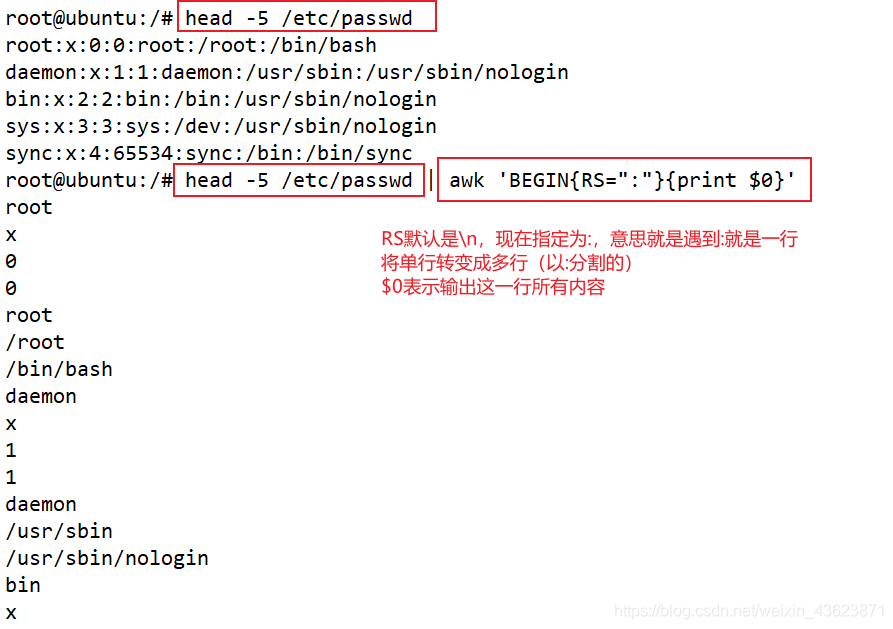 root@ubuntu:/# head -5 /etc/passwd
root:x:0:0:root:/root:/bin/bash
daemon:x:1:1:daemon:/usr/sbin:/usr/sbin/nologin
bin:x:2:2:bin:/bin:/usr/sbin/nologin
sys:x:3:3:sys:/dev:/usr/sbin/nologin
sync:x:4:65534:sync:/bin:/bin/sync
root@ubuntu:/# head -5 /etc/passwd | awk 'BEGIN{RS=":"}{print $0}'
root
x
0
0
root
/root
/bin/bash
daemon
x
1
1
daemon
/usr/sbin
/usr/sbin/nologin
bin
x
RS默认是\n，现在指定为:，意思就是遇到:就是一行
将单行转变成多行（以:分割的）
$0表示输出这一行所有内容
https://blog.csdn.net/weixin_43623871